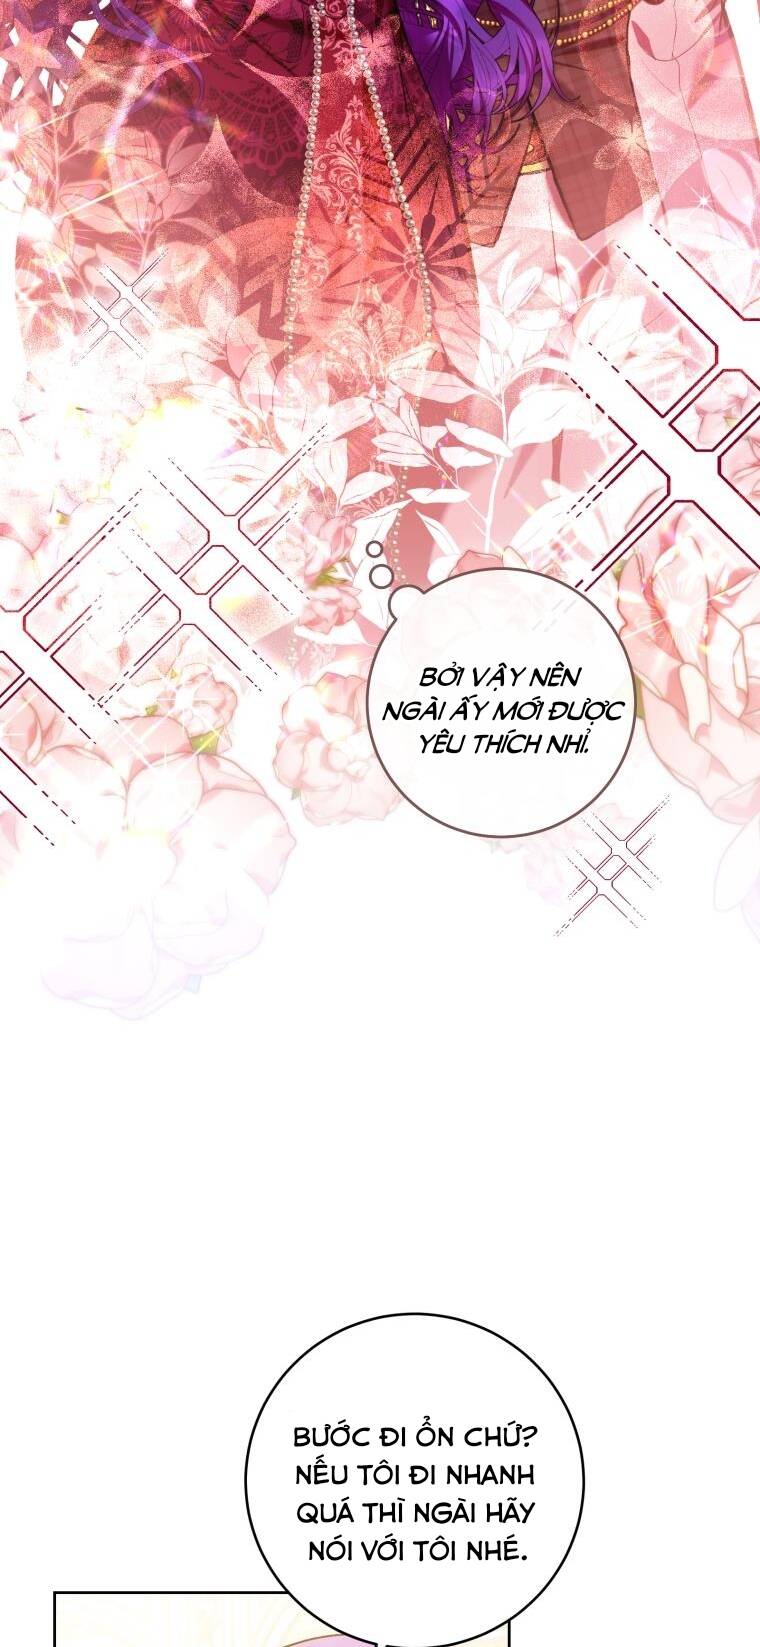 BỞI VẬY NÊN
NGÀI ẤY MỚI ĐƯỢC
YÊU THÍCH NHỈ.
BƯỚC ĐI ỔN CHỨ?
NẾU TÔI ĐI NHANH
QUÁ THÌ NGÀI HÃY
NÓI VỚI TÔI NHÉ.